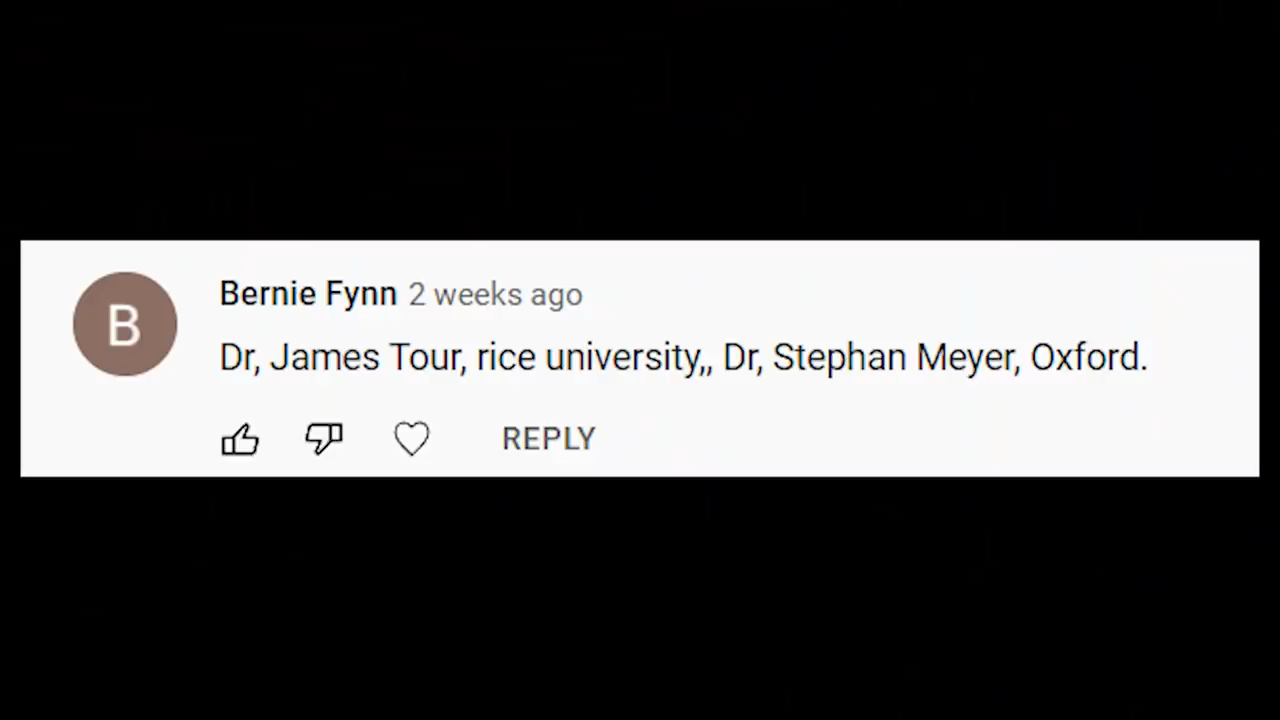 B
Bernie Fynn 2 weeks ago
Dr, James Tour, rice university,, Dr, Stephan Meyer, Oxford.
REPLY